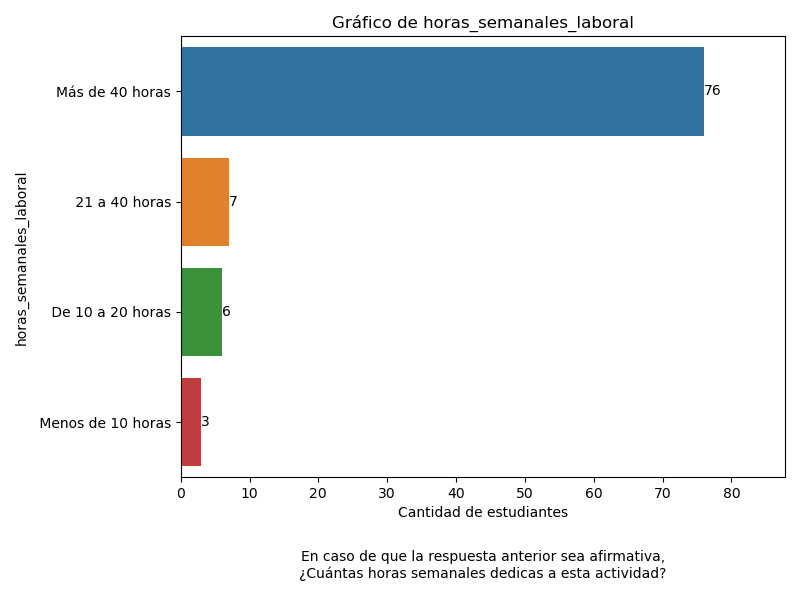 Gráfico de horas_semanales_laboral
Más de 40 horas
76
21 a 40 horas
7
De 10 a 20 horas
6
Menos de 10 horas
3
horas_semanales_laboral
0 10 20 30 40 50 60 70 80
Cantidad de estudiantes
En caso de que la respuesta anterior sea afirmativa,
¿Cuántas horas semanales dedicas a esta actividad?